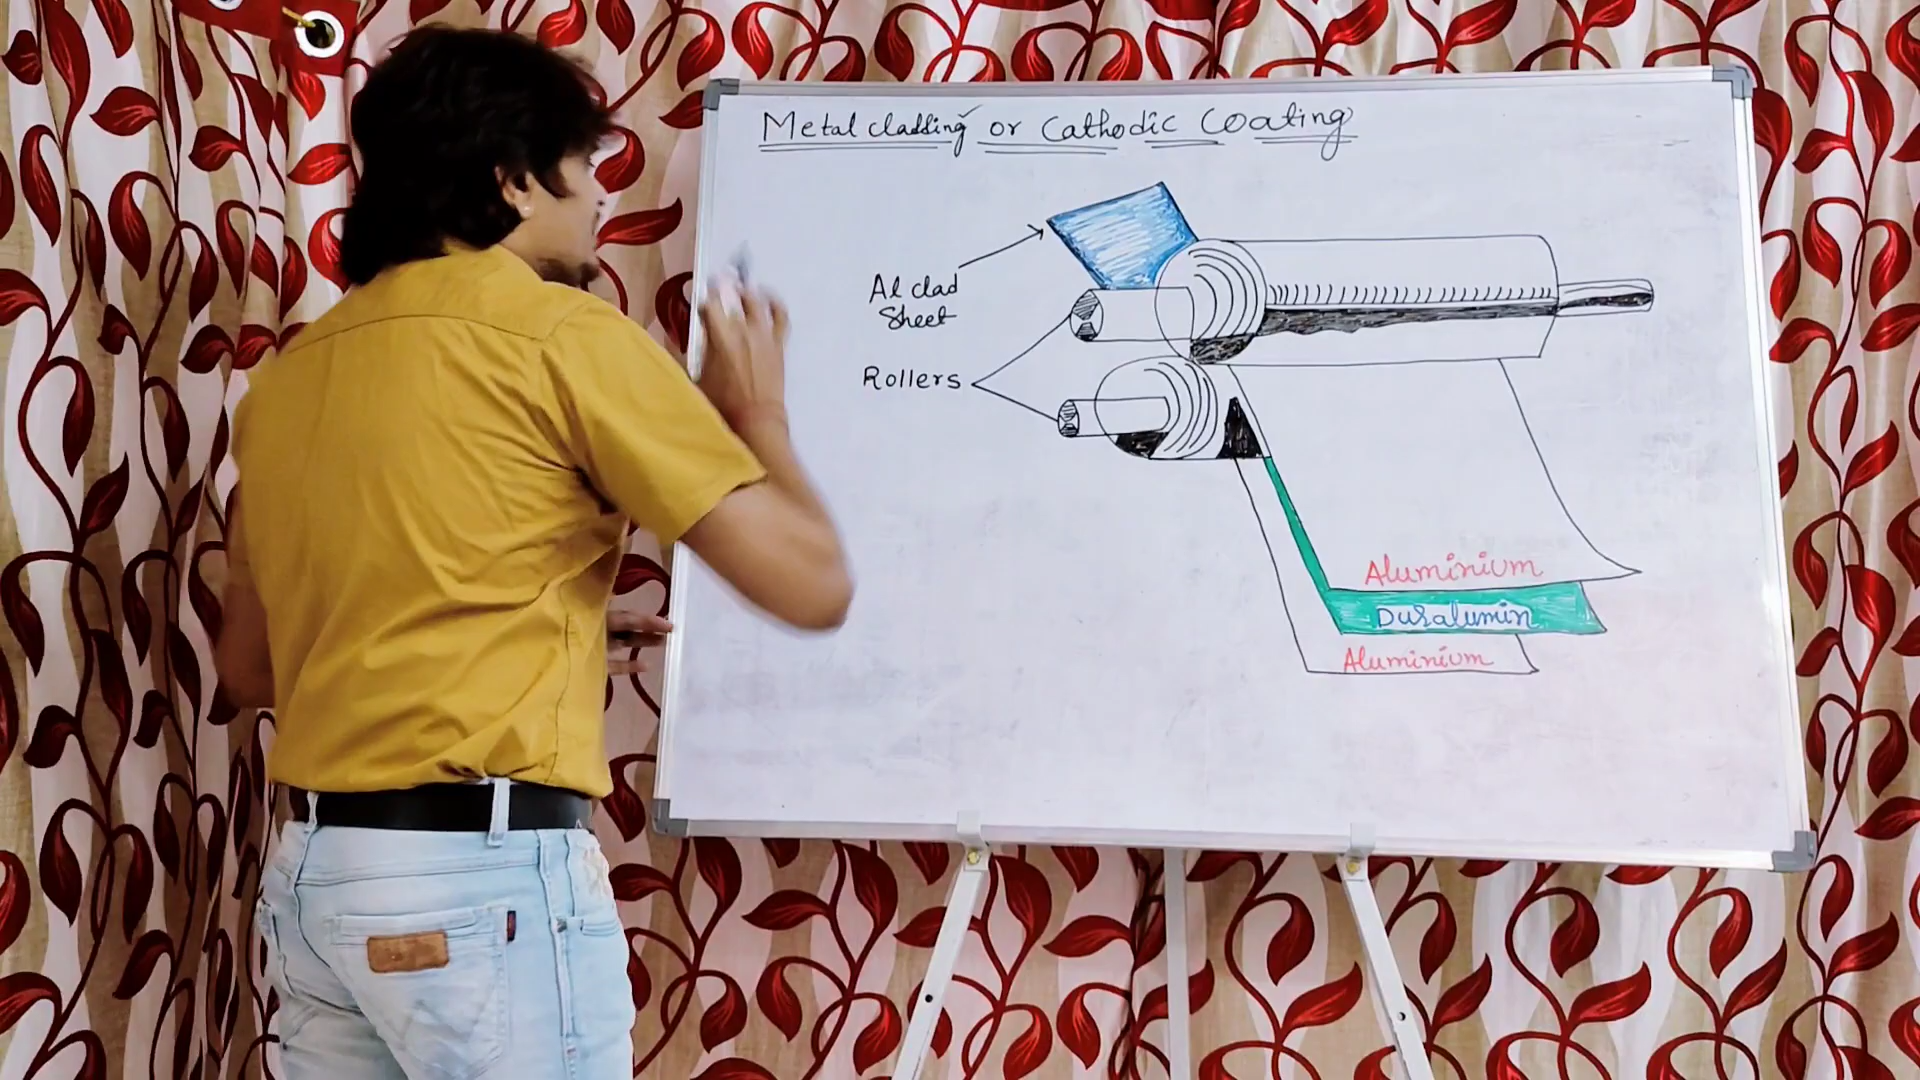 Metal cladding or Cathodic Coating
Al clad
Sheet
Rollers
Aluminium
Duralumin
Aluminium